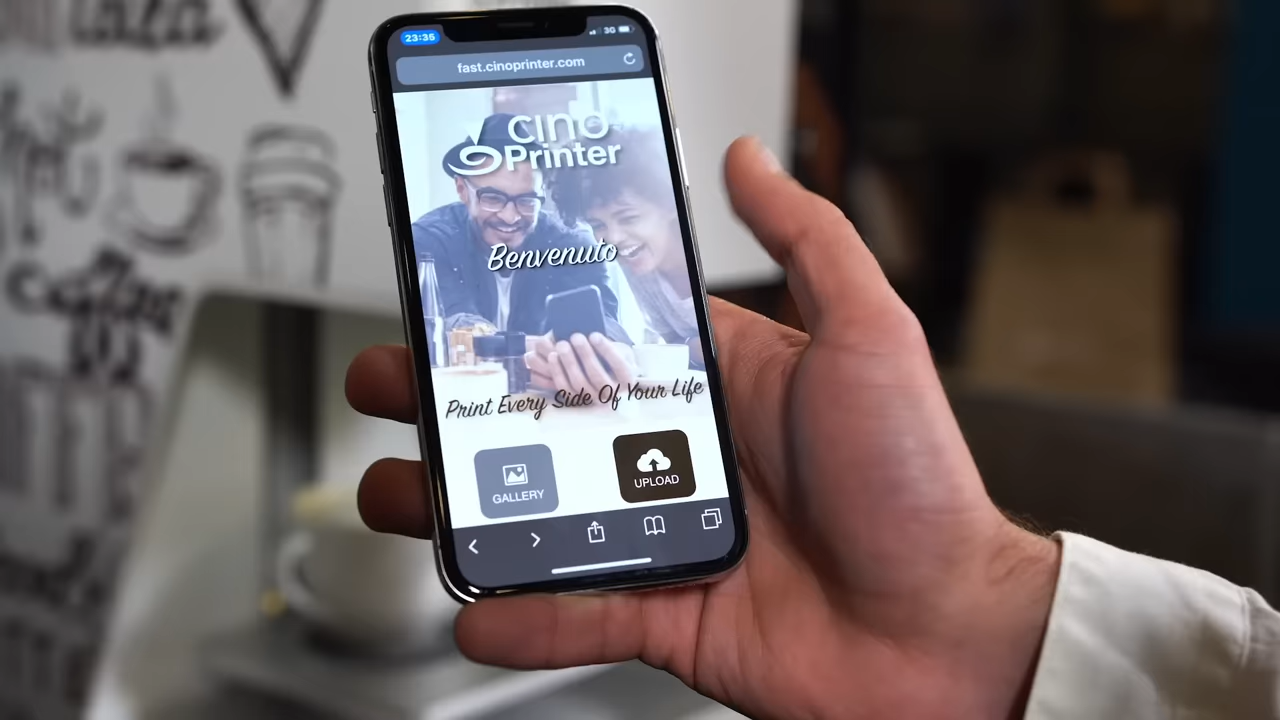 23:35
3G
fast.cinoprinter.com
CINO
Printer
Benvenuto
Print Every Side Of Your Life
GALLERY
UPLOAD